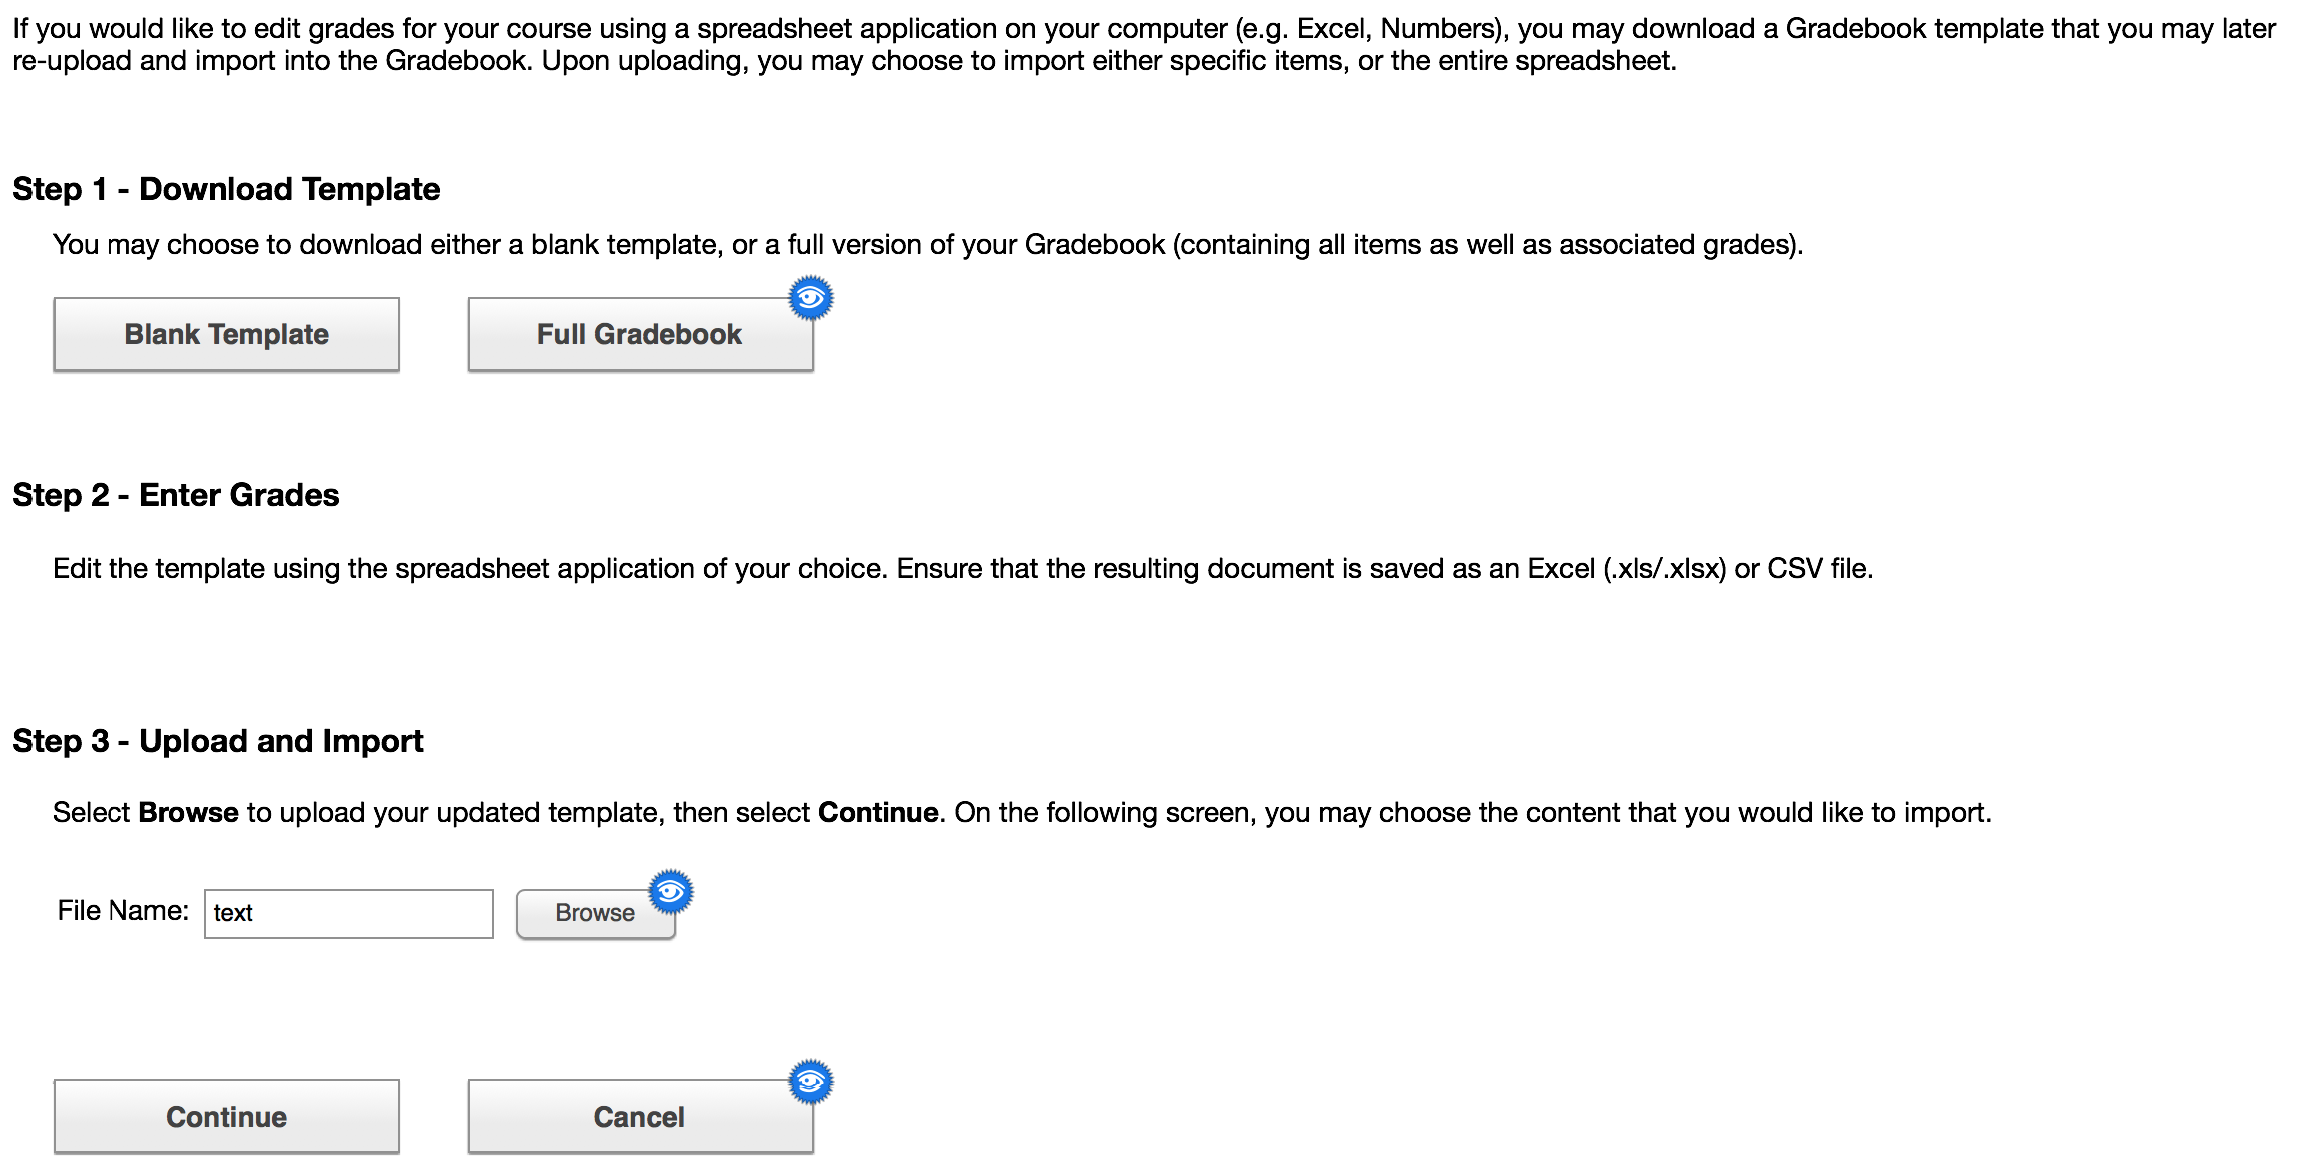 If you would like to edit grades for your course using a spreadsheet application on your computer (e.g. Excel, Numbers), you may download a Gradebook template that you may later
re-upload and import into the Gradebook. Upon uploading, you may choose to import either specific items, or the entire spreadsheet.
Step 1 - Download Template
You may choose to download either a blank template, or a full version of your Gradebook (containing all items as well as associated grades).
Blank Template Full Gradebook
Step 2 - Enter Grades
Edit the template using the spreadsheet application of your choice. Ensure that the resulting document is saved as an Excel (.xls/.xlsx) or CSV file.
Step 3 - Upload and Import
Select Browse to upload your updated template, then select Continue. On the following screen, you may choose the content that you would like to import.
File Name: text Browse
Continue Cancel